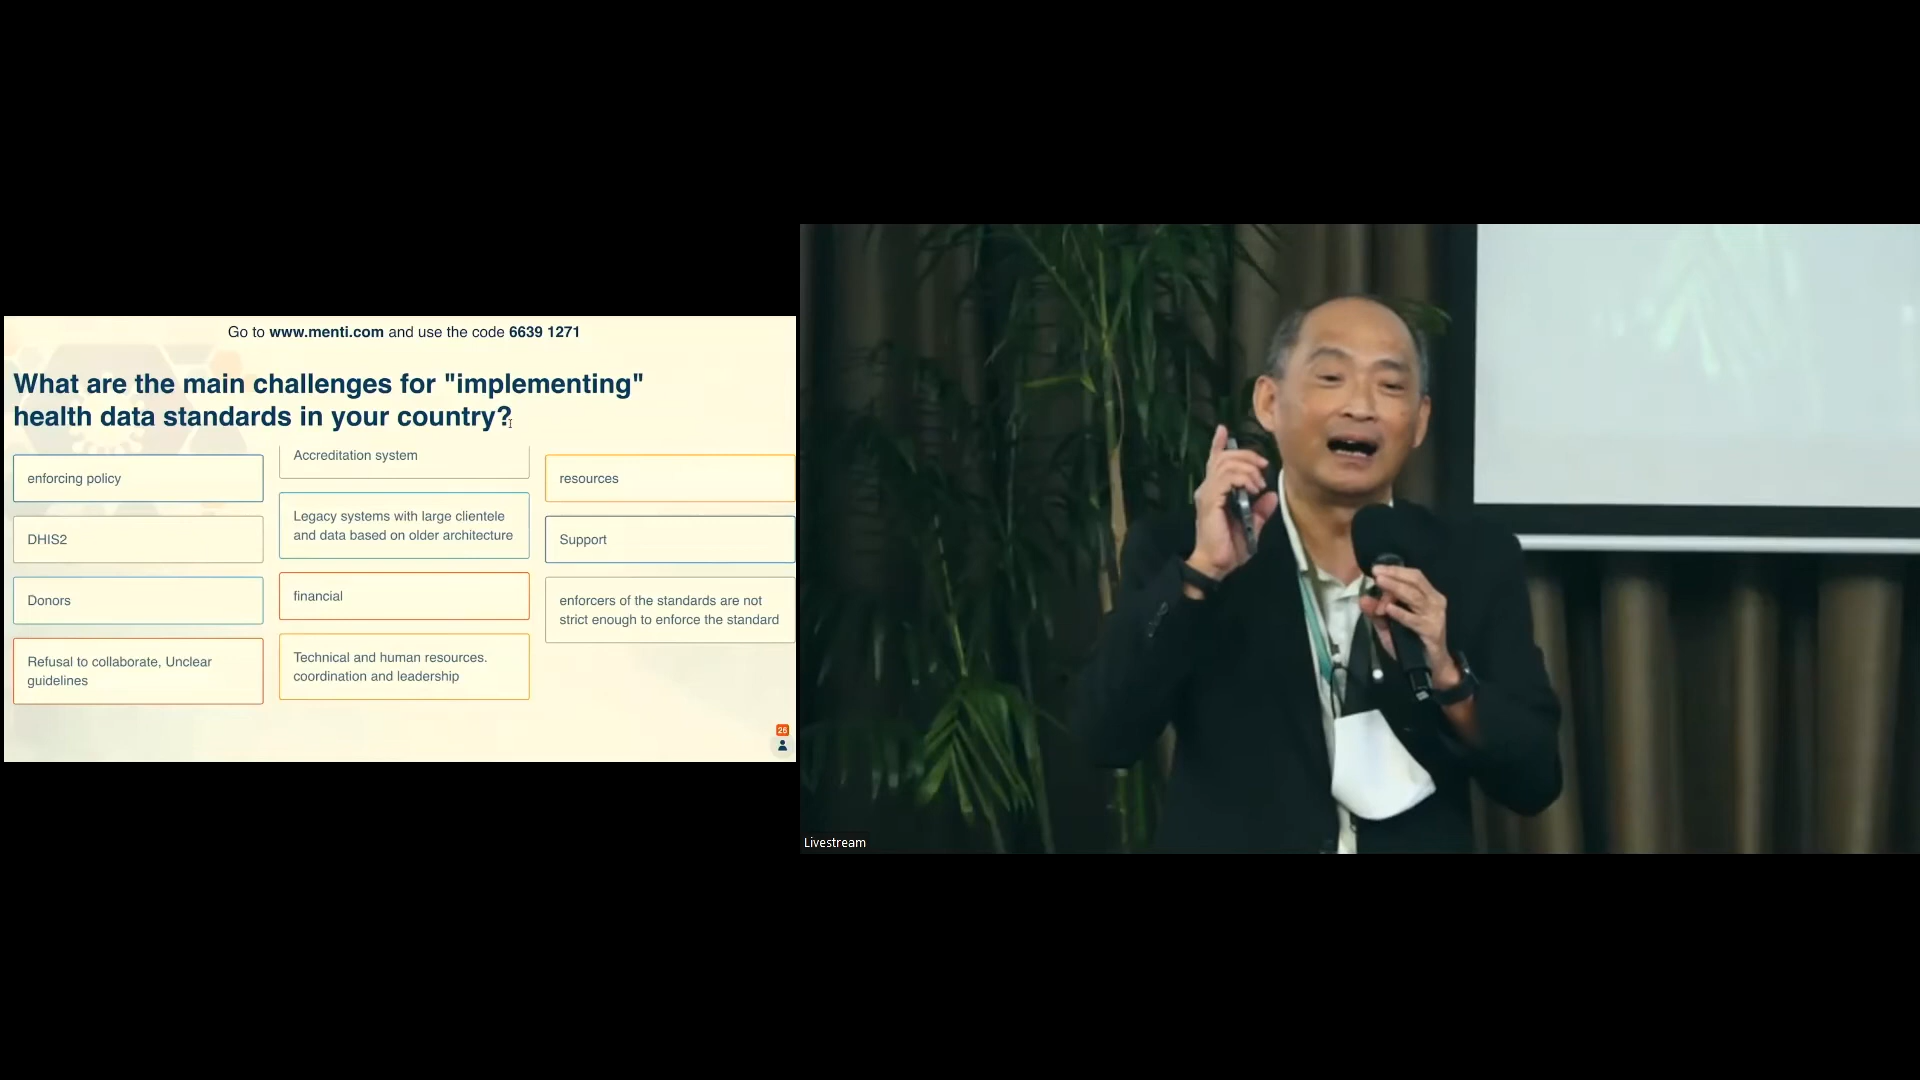 Go to www.menti.com and use the code 6639 1271
What are the main challenges for "implementing"
health data standards in your country?
enforcing policy
DHIS2
Donors
Refusal to collaborate, Unclear
guidelines
Accreditation system
Legacy systems with large clientele
and data based on older architecture
financial
Technical and human resources.
coordination and leadership
resources
Support
enforcers of the standards are not
strict enough to enforce the standard
26
Livestream